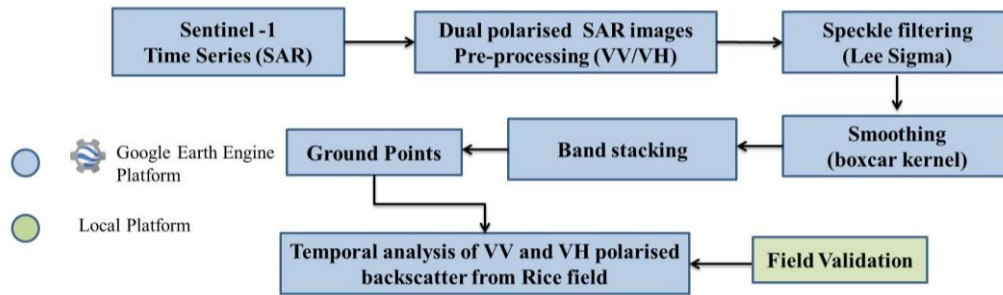 Sentinel -1
Time Series (SAR)
Dual polarised SAR images
Pre-processing (VV/VH)
Speckle filtering
(Lee Sigma)
Smoothing
(boxcar kernel)
Band stacking
Ground Points
Google Earth Engine
Platform
Local Platform
Temporal analysis of VV and VH polarised
backscatter from Rice field
Field Validation